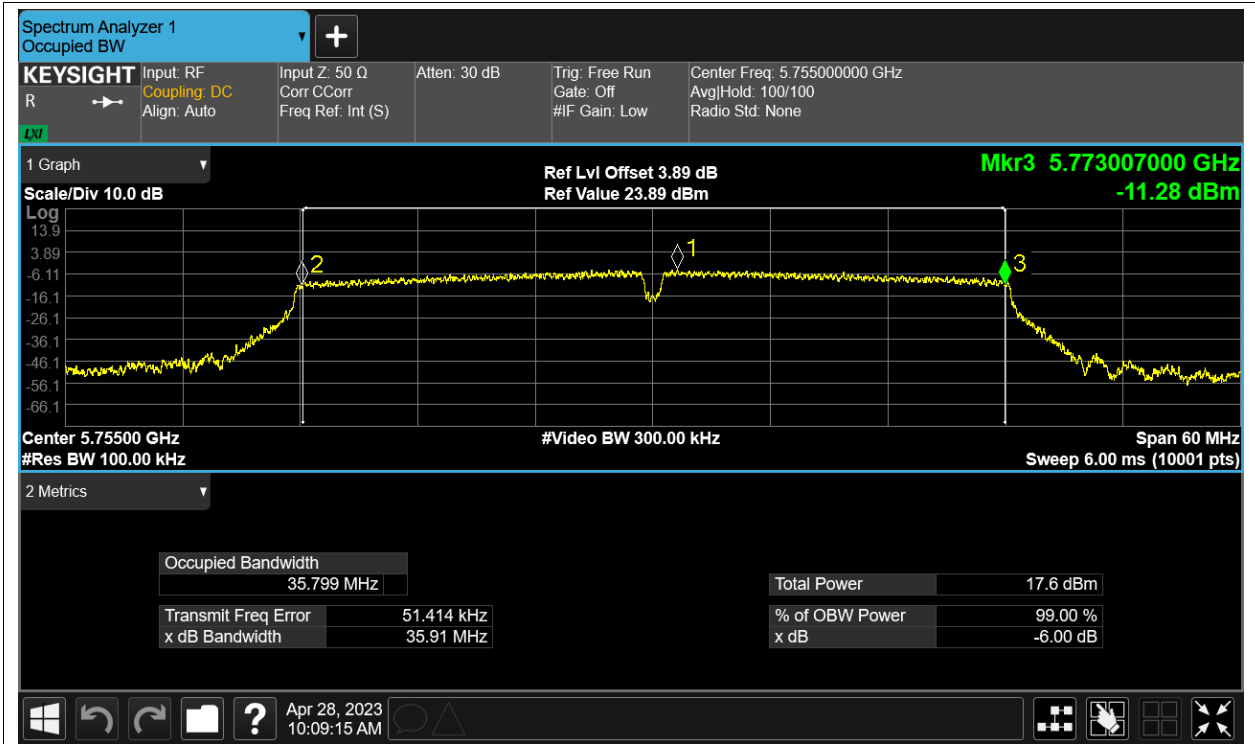 Spectrum Analyzer 1
Occupied BW
KEYSIGHT
R
LXI
Input: RF
Coupling: DC
Align: Auto
Input Z: 50 Ω
Corr CCorr
Freq Ref: Int (S)
Atten: 30 dB
Trig: Free Run
Gate: Off
#IF Gain: Low
Center Freq: 5.755000000 GHz
Avg|Hold: 100/100
Radio Std: None
1 Graph
Ref Lvl Offset 3.89 dB
Mkr3 5.773007000 GHz
Scale/Div 10.0 dB
Ref Value 23.89 dBm
-11.28 dBm
Log
13.9
3.89
-6.11
-16.1
-26.1
-36.1
-46.1
-56.1
-66.1
2
1
3
Center 5.75500 GHz
#Video BW 300.00 kHz
Span 60 MHz
#Res BW 100.00 kHz
Sweep 6.00 ms (10001 pts)
2 Metrics
Occupied Bandwidth
35.799 MHz
Total Power 17.6 dBm
Transmit Freq Error 51.414 kHz
% of OBW Power 99.00 %
x dB Bandwidth 35.91 MHz
x dB -6.00 dB
?
Apr 28, 2023
10:09:15 AM